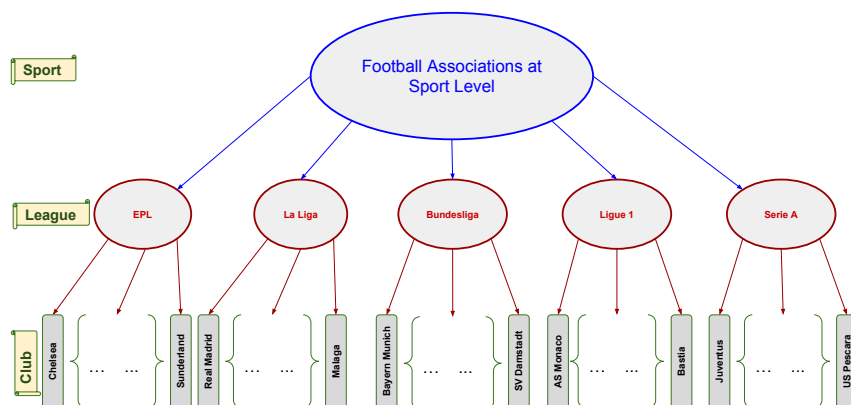 Sport
Football Associations at
Sport Level
League
EPL
La Liga
Bundesliga
Ligue 1
Serie A
Club
Chelsea
... ...
Sunderland
Real Madrid
... ...
Malaga
Bayern Munich
... ...
SV Damstadt
AS Monaco
... ...
Bastia
Juventus
... ...
US Pescara